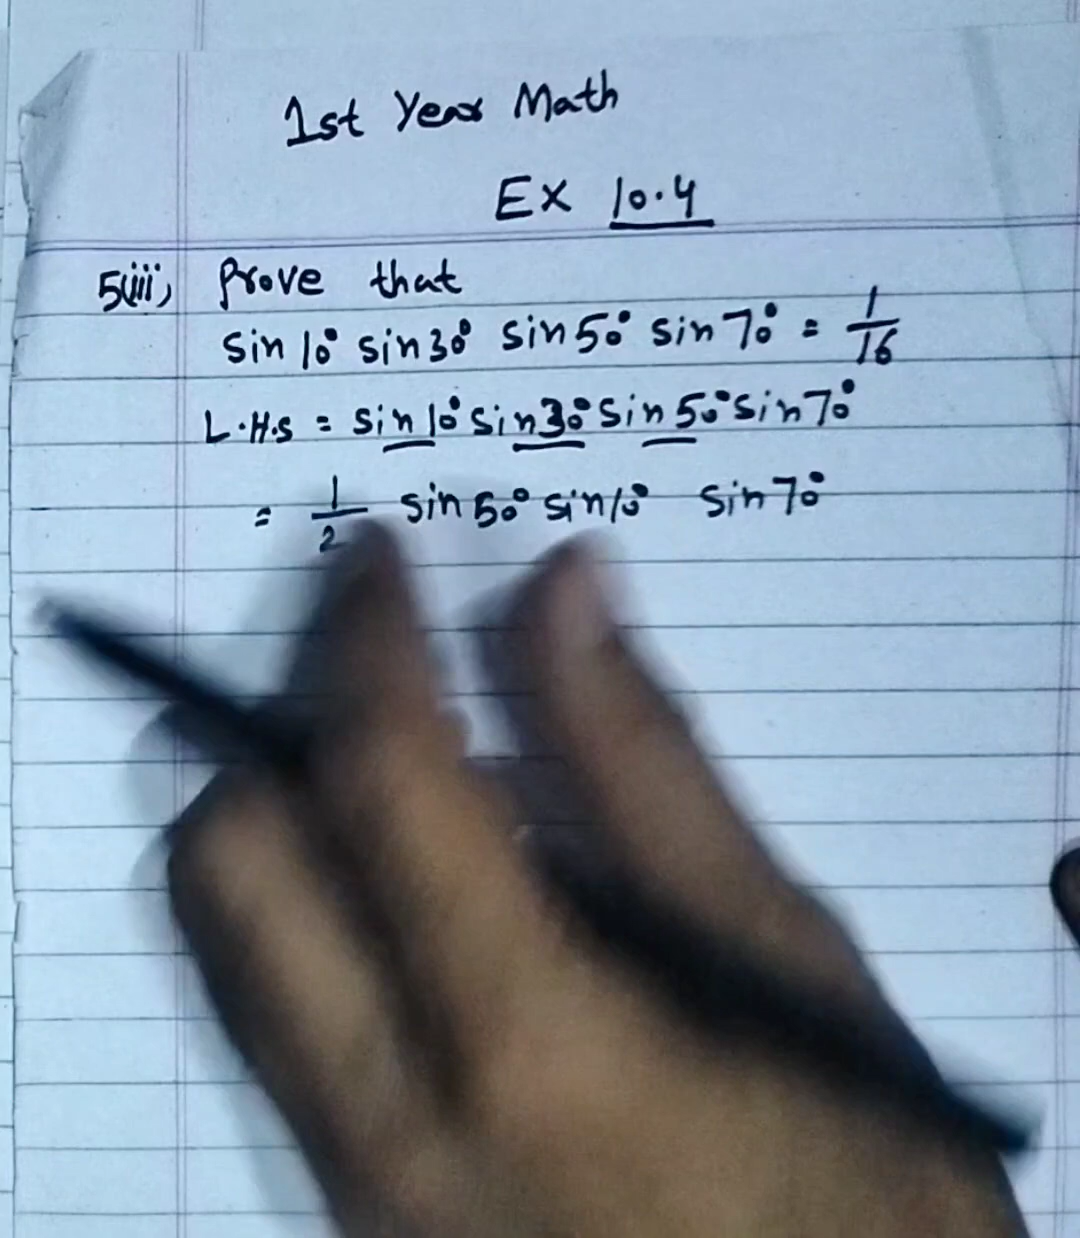 1st Year Math
Ex 10.4
5(iii) Prove that
sin 10° sin 30° sin 50° sin 70° = 1/16
L.H.S = sin 10° sin 30° sin 50° sin 70°
= 1/2 sin 50° sin 10° sin 70°